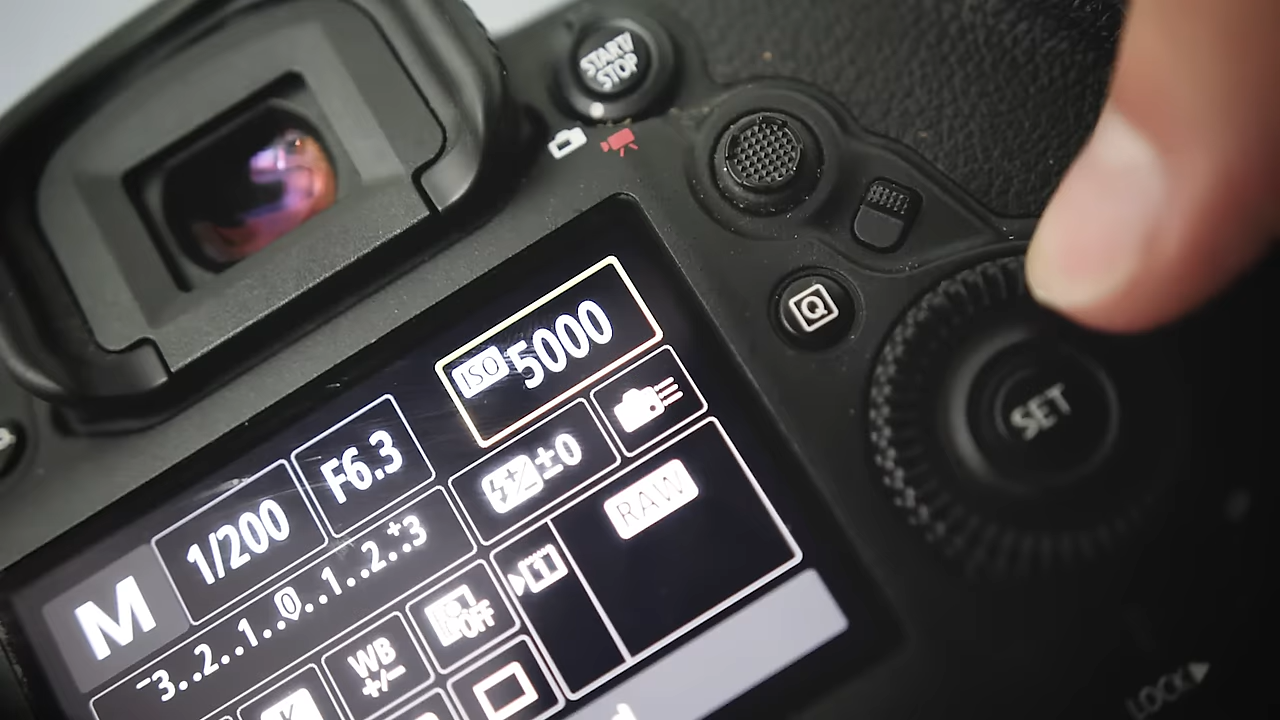 START/
STOP
Q
SET
ISO 5000
1/200
F6.3
±0
M
-3..2..1..0..1..2..+3
RAW
1
WB
+/-
OFF
LOCK